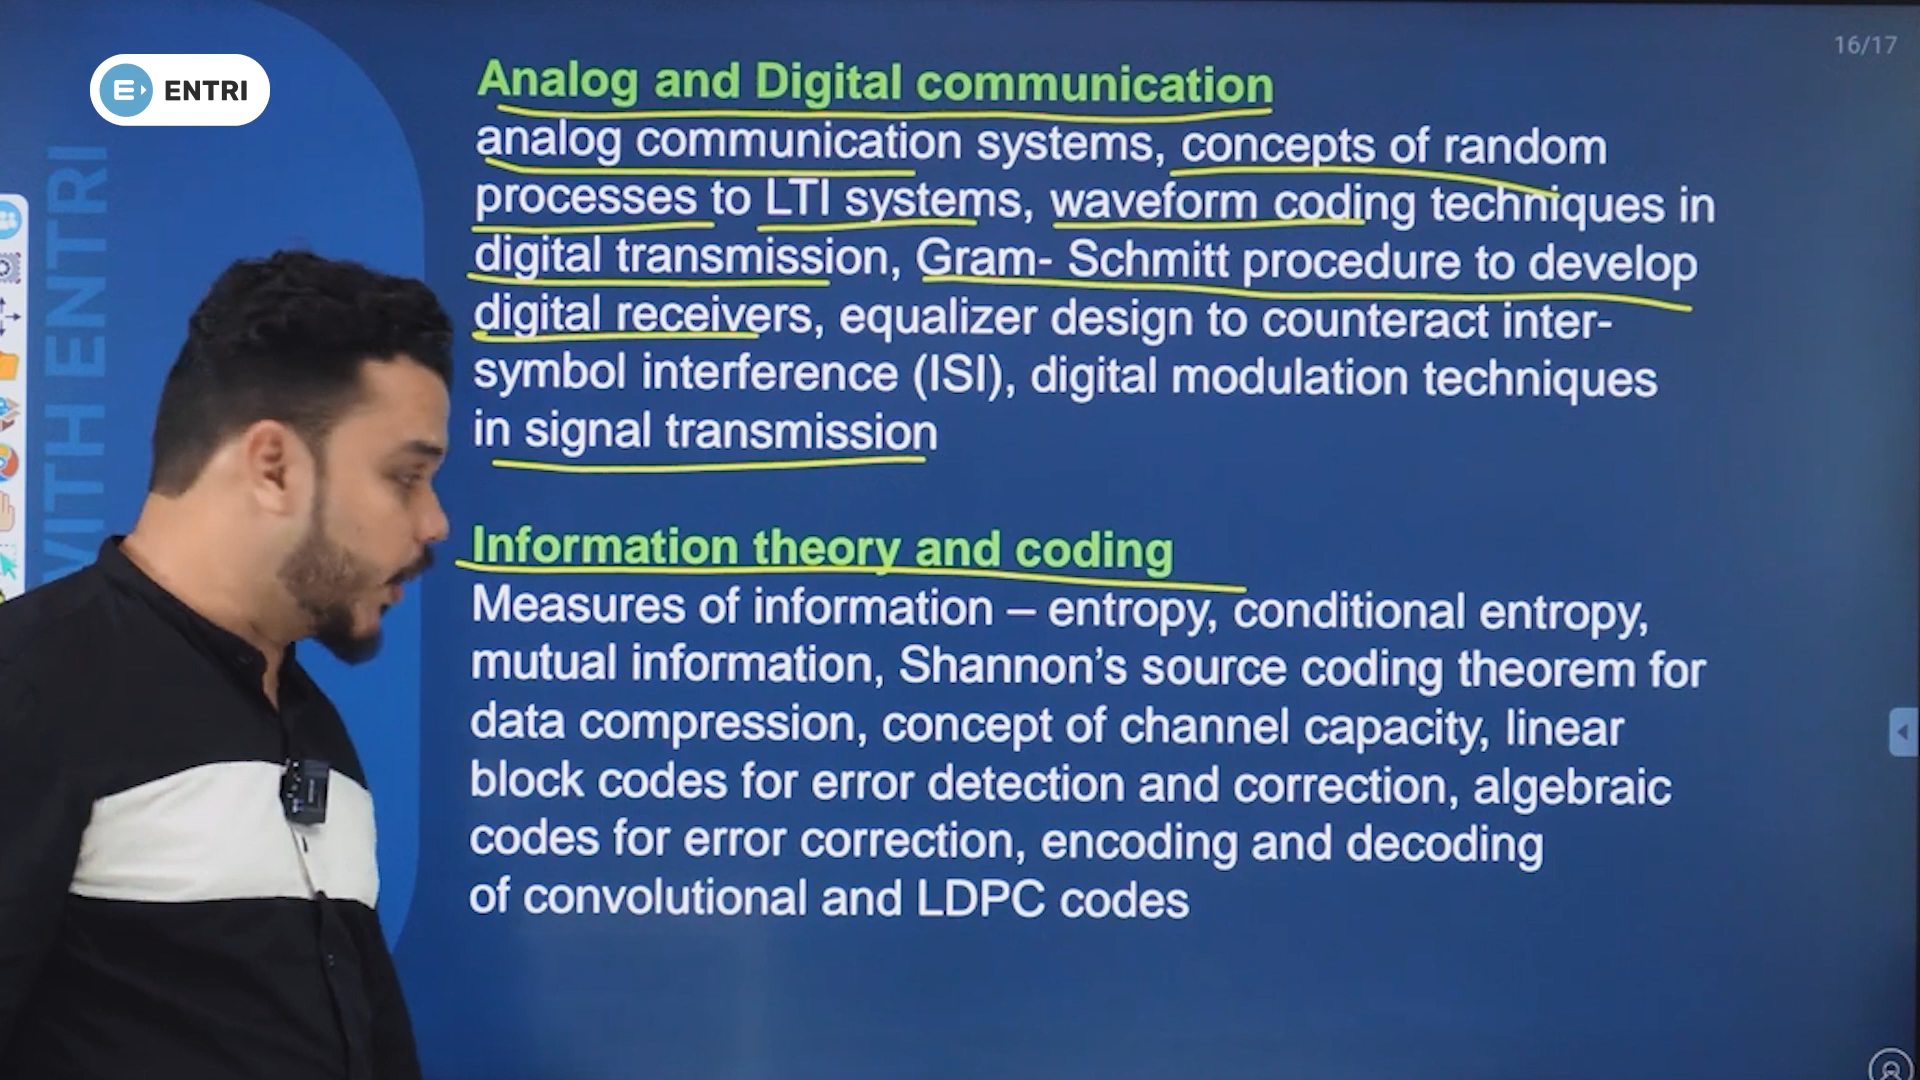 ENTRI
16/17
WITH ENTRI
Analog and Digital communication
analog communication systems, concepts of random
processes to LTI systems, waveform coding techniques in
digital transmission, Gram- Schmitt procedure to develop
digital receivers, equalizer design to counteract inter-
symbol interference (ISI), digital modulation techniques
in signal transmission
Information theory and coding
Measures of information – entropy, conditional entropy,
mutual information, Shannon’s source coding theorem for
data compression, concept of channel capacity, linear
block codes for error detection and correction, algebraic
codes for error correction, encoding and decoding
of convolutional and LDPC codes